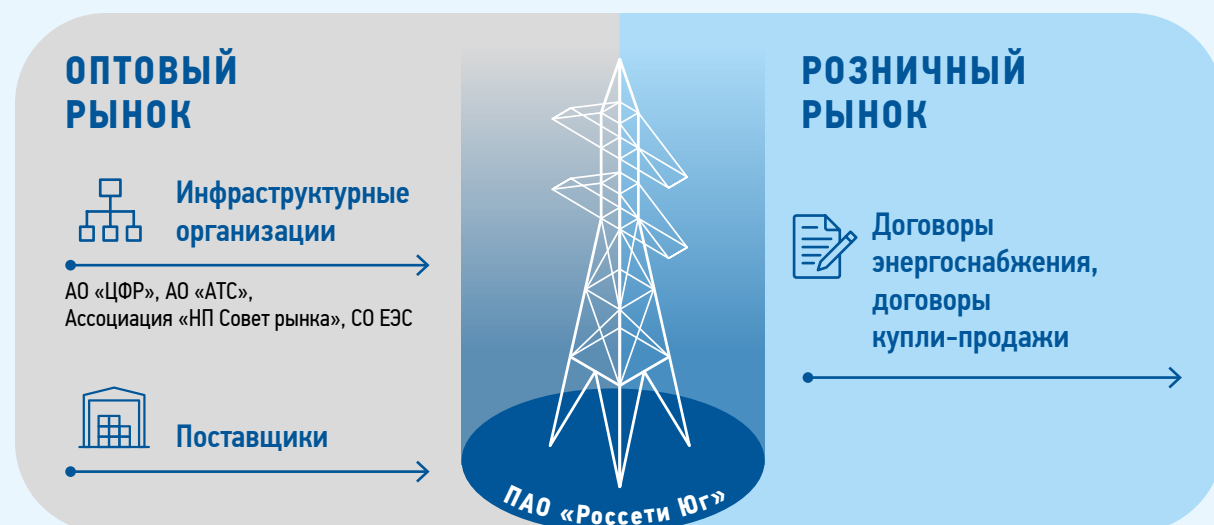 ОПТОВЫЙ
РЫНОК
Инфраструктурные
организации
АО «ЦФР», АО «АТС»,
Ассоциация «НП Совет рынка», СО ЕЭС
Поставщики
ПАО «Россети Юг»
РОЗНИЧНЫЙ
РЫНОК
Договоры
энергоснабжения,
договоры
купли-продажи